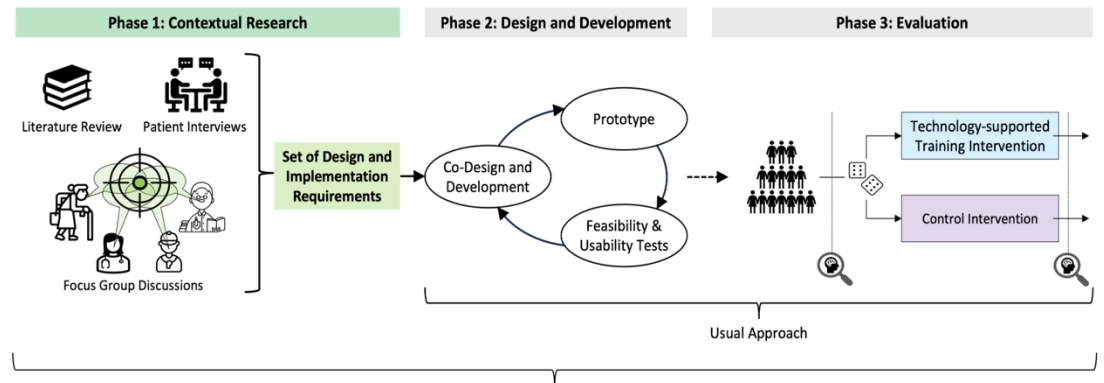 Phase 1: Contextual Research
Phase 2: Design and Development
Phase 3: Evaluation
Literature Review
Patient Interviews
Set of Design and
Implementation
Requirements
Focus Group Discussions
Co-Design and
Development
Prototype
Feasibility &
Usability Tests
Technology-supported
Training Intervention
Control Intervention
Usual Approach